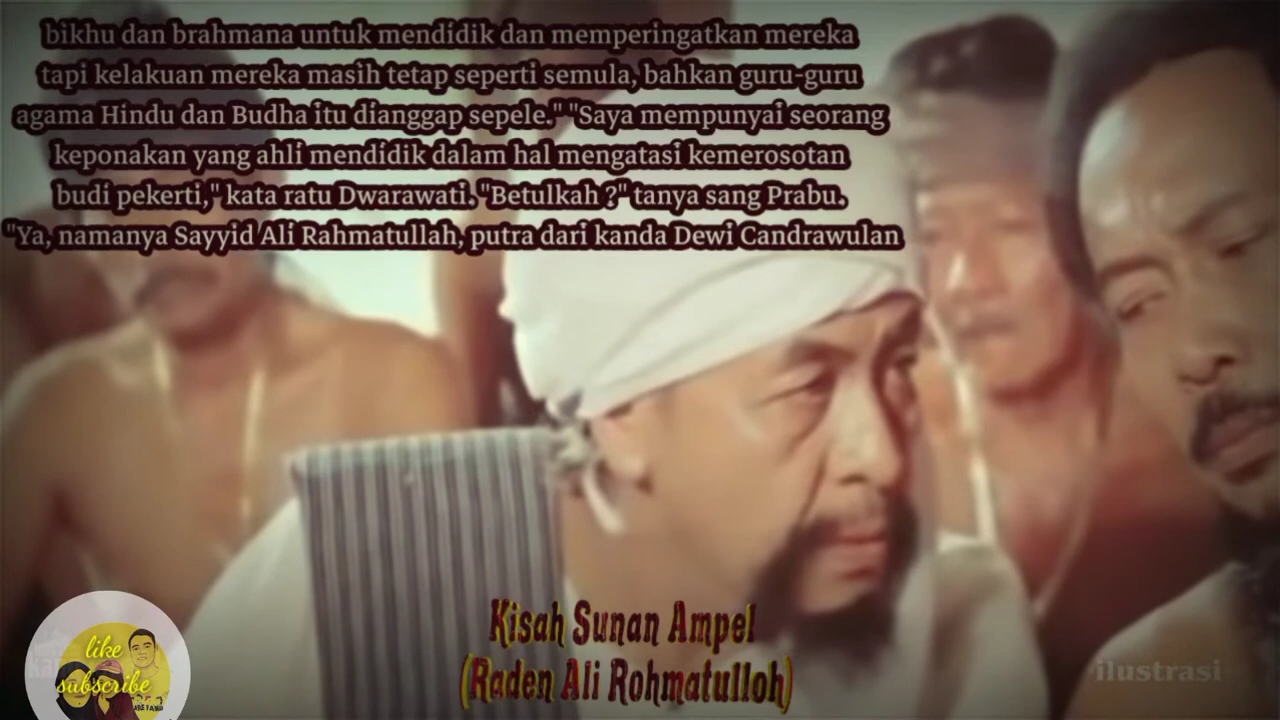 bikhu dan brahmana untuk mendidik dan memperingatkan mereka
tapi kelakuan mereka masih tetap seperti semula, bahkan guru-guru
agama Hindu dan Budha itu dianggap sepele." "Saya mempunyai seorang
keponakan yang ahli mendidik dalam hal mengatasi kemerosotan
budi pekerti," kata ratu Dwarawati. "Betulkah ?" tanya sang Prabu.
"Ya, namanya Sayyid Ali Rahmatullah, putra dari kanda Dewi Candrawulan
Kisah Sunan Ampel
(Raden Ali Rohmatulloh)
like
subscribe
ilustrasi